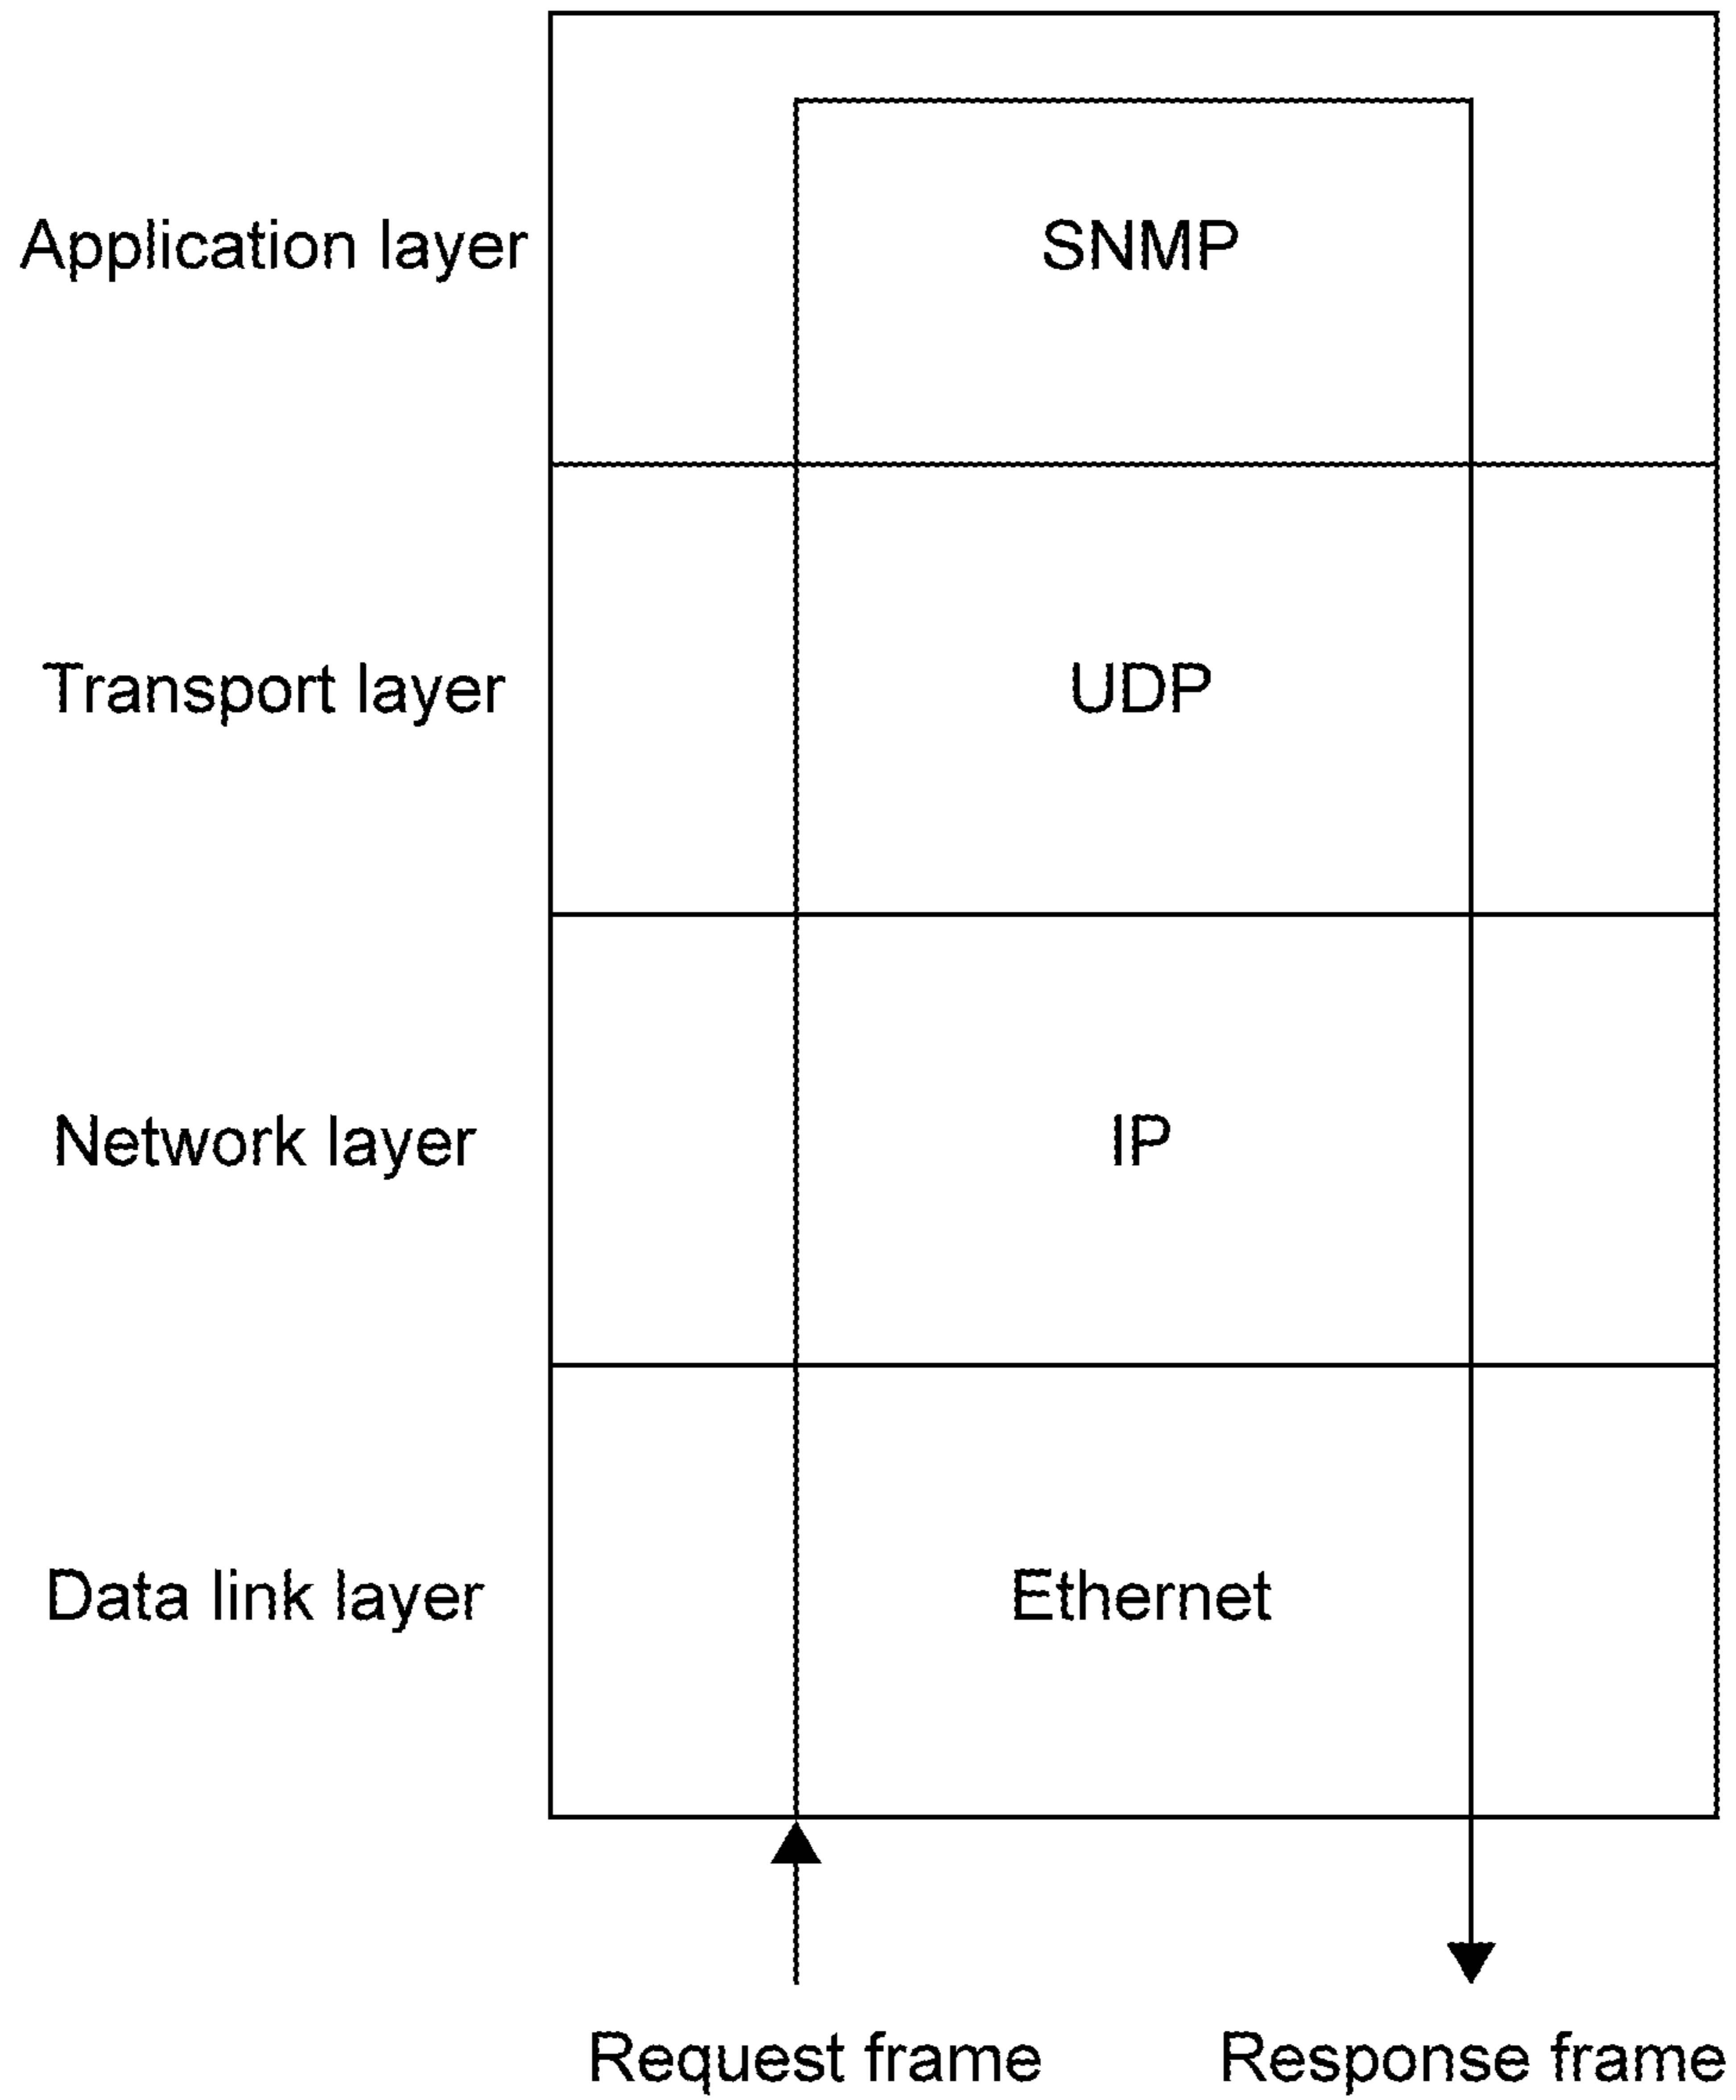 Application layer
SNMP
Transport layer
UDP
Network layer
IP
Data link layer
Ethernet
Request frame
Response frame